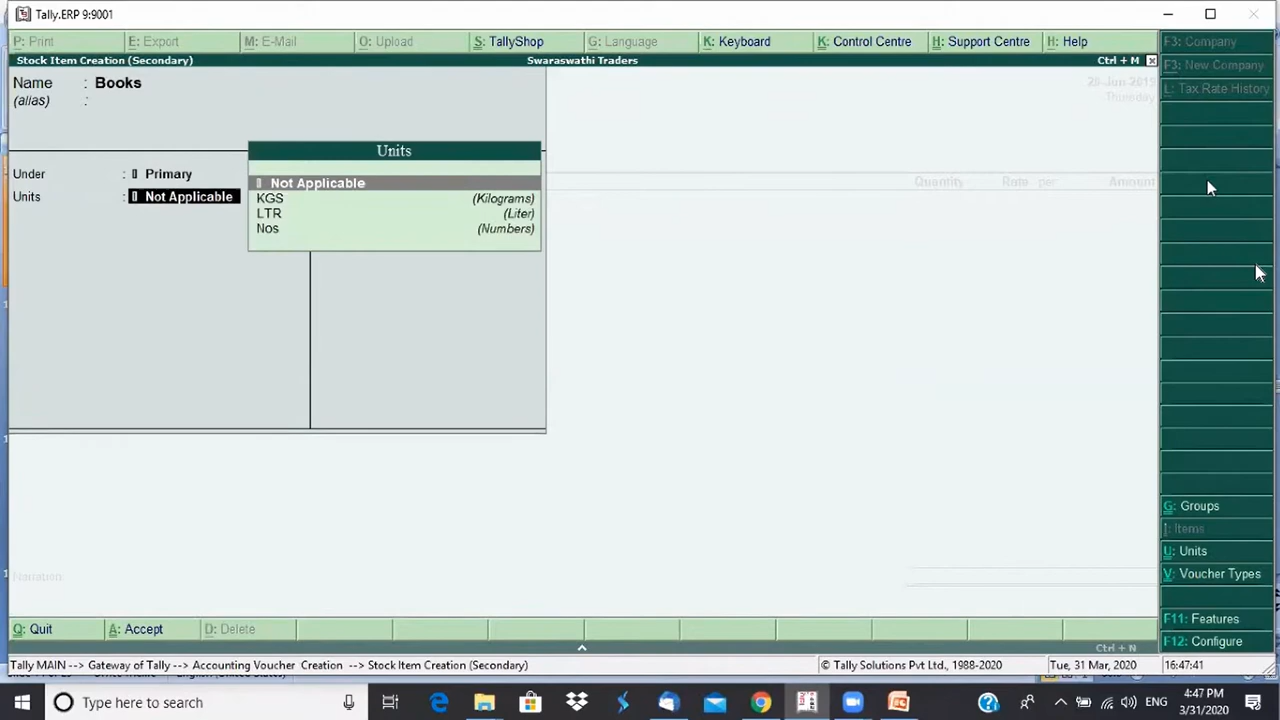 Tally.ERP 9:9001
P: Print E: Export M: E-Mail O: Upload S: TallyShop G: Language K: Keyboard K: Control Centre H: Support Centre H: Help F3: Company
Stock Item Creation (Secondary) Swaraswathi Traders Ctrl + M
F3: New Company
Name : Books
L: Tax Rate History
(alias) :
Thursday
Units
Under : Primary
Not Applicable
Quantity Rate per Amount
Units : Not Applicable
KGS (Kilograms)
LTR (Liter)
Nos (Numbers)
G: Groups
I: Items
U: Units
Narration:
V: Voucher Types
F11: Features
Q: Quit A: Accept D: Delete
F12: Configure
Ctrl + N
Tally MAIN --> Gateway of Tally --> Accounting Voucher Creation --> Stock Item Creation (Secondary) © Tally Solutions Pvt Ltd., 1988-2020 Tue, 31 Mar, 2020 16:47:41
Type here to search
ENG
4:47 PM
3/31/2020